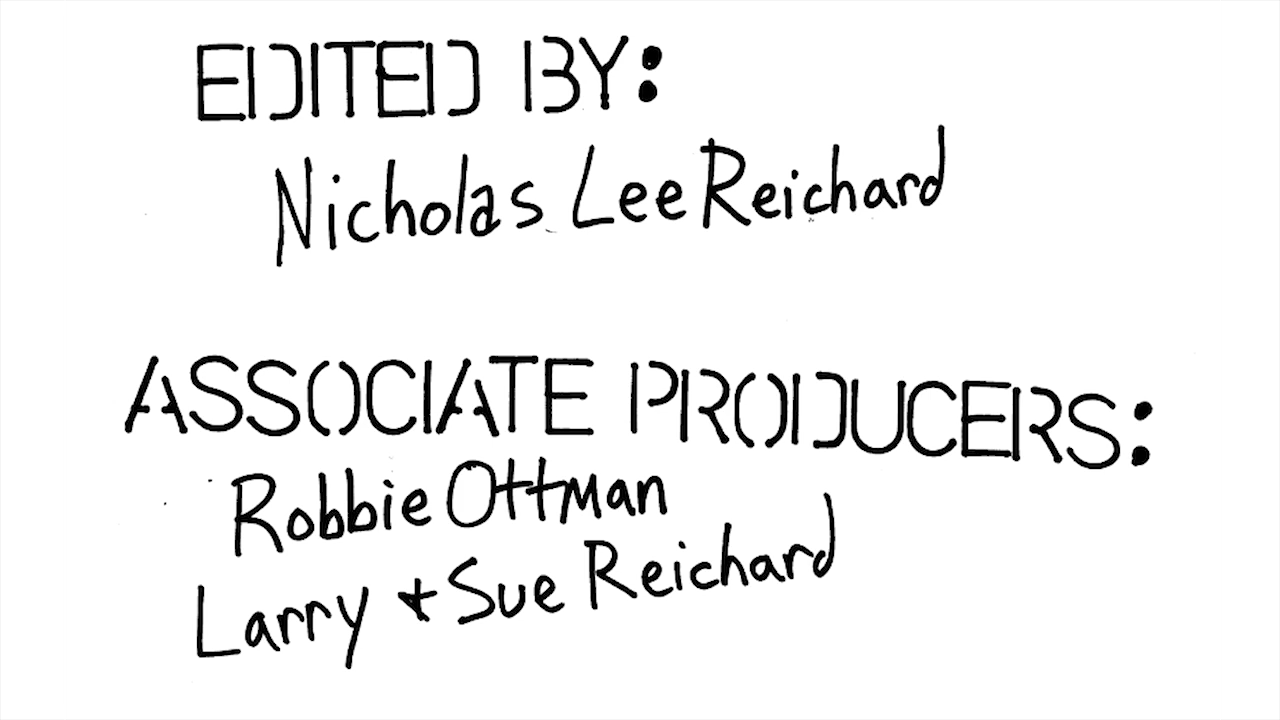 EDITED BY:
Nicholas Lee Reichard
ASSOCIATE PRODUCERS:
Robbie Ottman
Larry + Sue Reichard